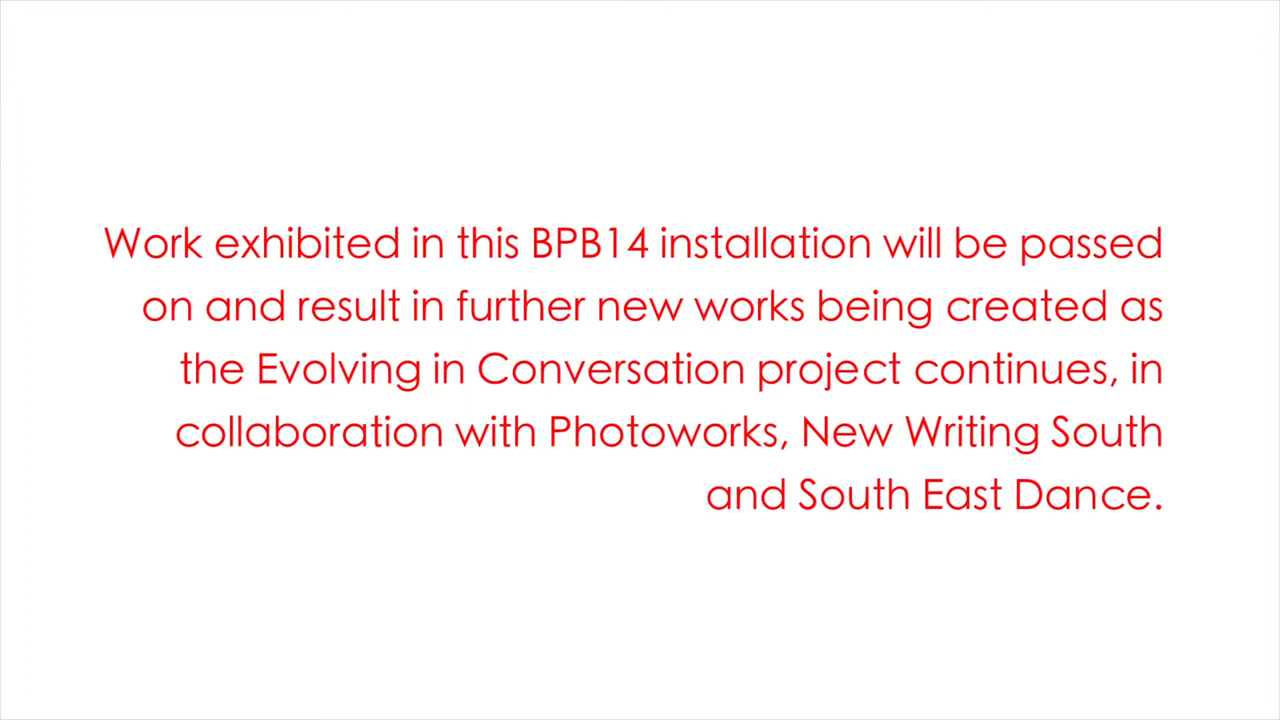 Work exhibited in this BPB14 installation will be passed
on and result in further new works being created as
the Evolving in Conversation project continues, in
collaboration with Photoworks, New Writing South
and South East Dance.